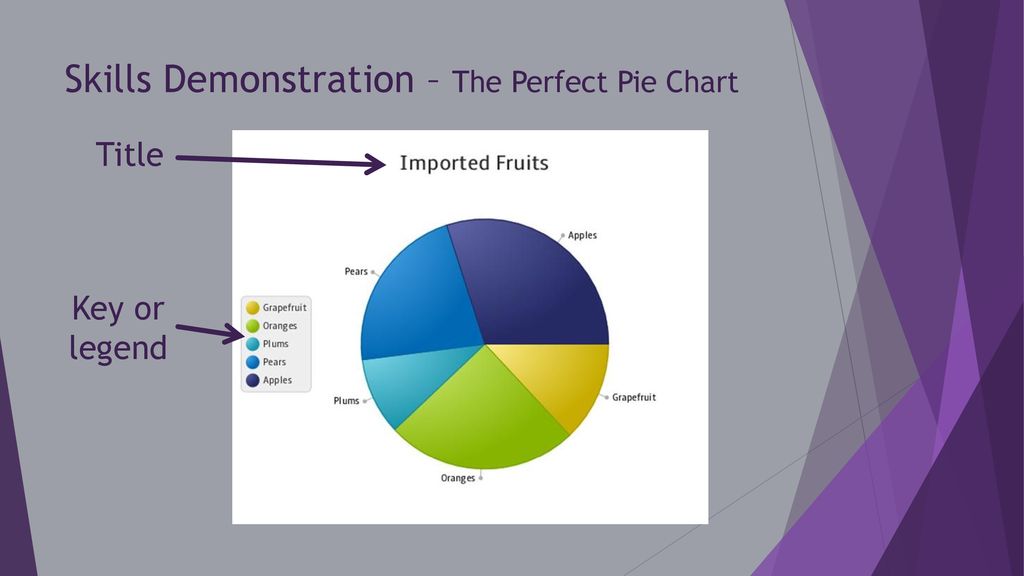 Skills Demonstration – The Perfect Pie Chart
Title
Imported Fruits
Apples
Pears
Key or
legend
Grapefruit
Oranges
Plums
Pears
Apples
Plums
Grapefruit
Oranges